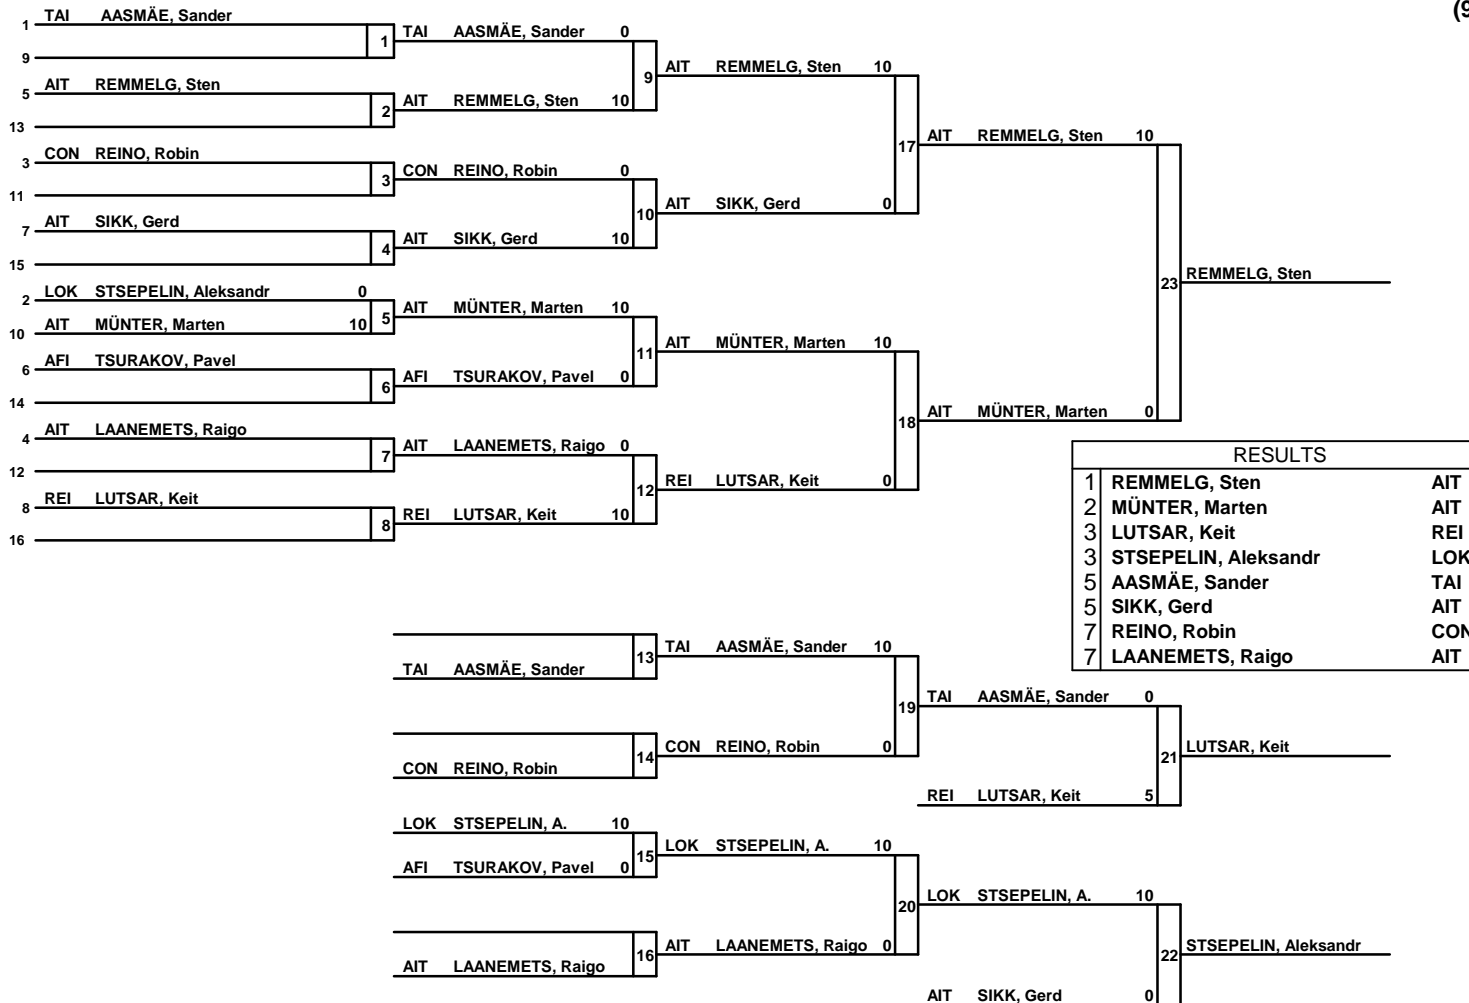 (9
1 TAI AASMÄE, Sander
1 TAI AASMÄE, Sander 0
9
9 AIT REMMELG, Sten 10
5 AIT REMMELG, Sten
2 AIT REMMELG, Sten 10
13
17 AIT REMMELG, Sten 10
3 CON REINO, Robin
3 CON REINO, Robin 0
11
10 AIT SIKK, Gerd 0
7 AIT SIKK, Gerd
4 AIT SIKK, Gerd 10
15
23 REMMELG, Sten
2 LOK STSEPELIN, Aleksandr 0
5 AIT MÜNTER, Marten 10
10 AIT MÜNTER, Marten 10
11 AIT MÜNTER, Marten 10
6 AFI TSURAKOV, Pavel
6 AFI TSURAKOV, Pavel 0
14
18 AIT MÜNTER, Marten 0
4 AIT LAANEMETS, Raigo
7 AIT LAANEMETS, Raigo 0
12
12 REI LUTSAR, Keit 0
8 REI LUTSAR, Keit
8 REI LUTSAR, Keit 10
16
RESULTS
1 REMMELG, Sten AIT
2 MÜNTER, Marten AIT
3 LUTSAR, Keit REI
3 STSEPELIN, Aleksandr LOK
5 AASMÄE, Sander TAI
5 SIKK, Gerd AIT
7 REINO, Robin CON
7 LAANEMETS, Raigo AIT
13 TAI AASMÄE, Sander 10
TAI AASMÄE, Sander
19 TAI AASMÄE, Sander 0
14 CON REINO, Robin 0
CON REINO, Robin
21 LUTSAR, Keit
REI LUTSAR, Keit 5
LOK STSEPELIN, A. 10
15 LOK STSEPELIN, A. 10
AFI TSURAKOV, Pavel 0
20 LOK STSEPELIN, A. 10
16 AIT LAANEMETS, Raigo 0
AIT LAANEMETS, Raigo
22 STSEPELIN, Aleksandr
AIT SIKK, Gerd 0